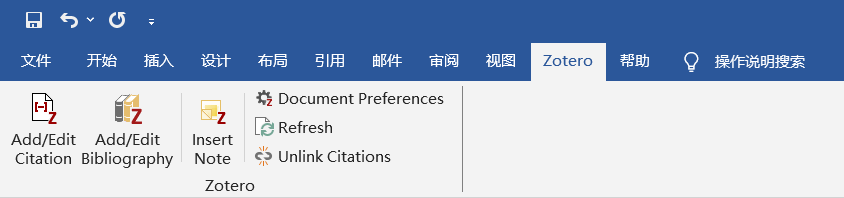 文件 开始 插入 设计 布局 引用 邮件 审阅 视图 Zotero 帮助 操作说明搜索
Add/Edit Citation
Add/Edit Bibliography
Insert Note
Document Preferences
Refresh
Unlink Citations
Zotero